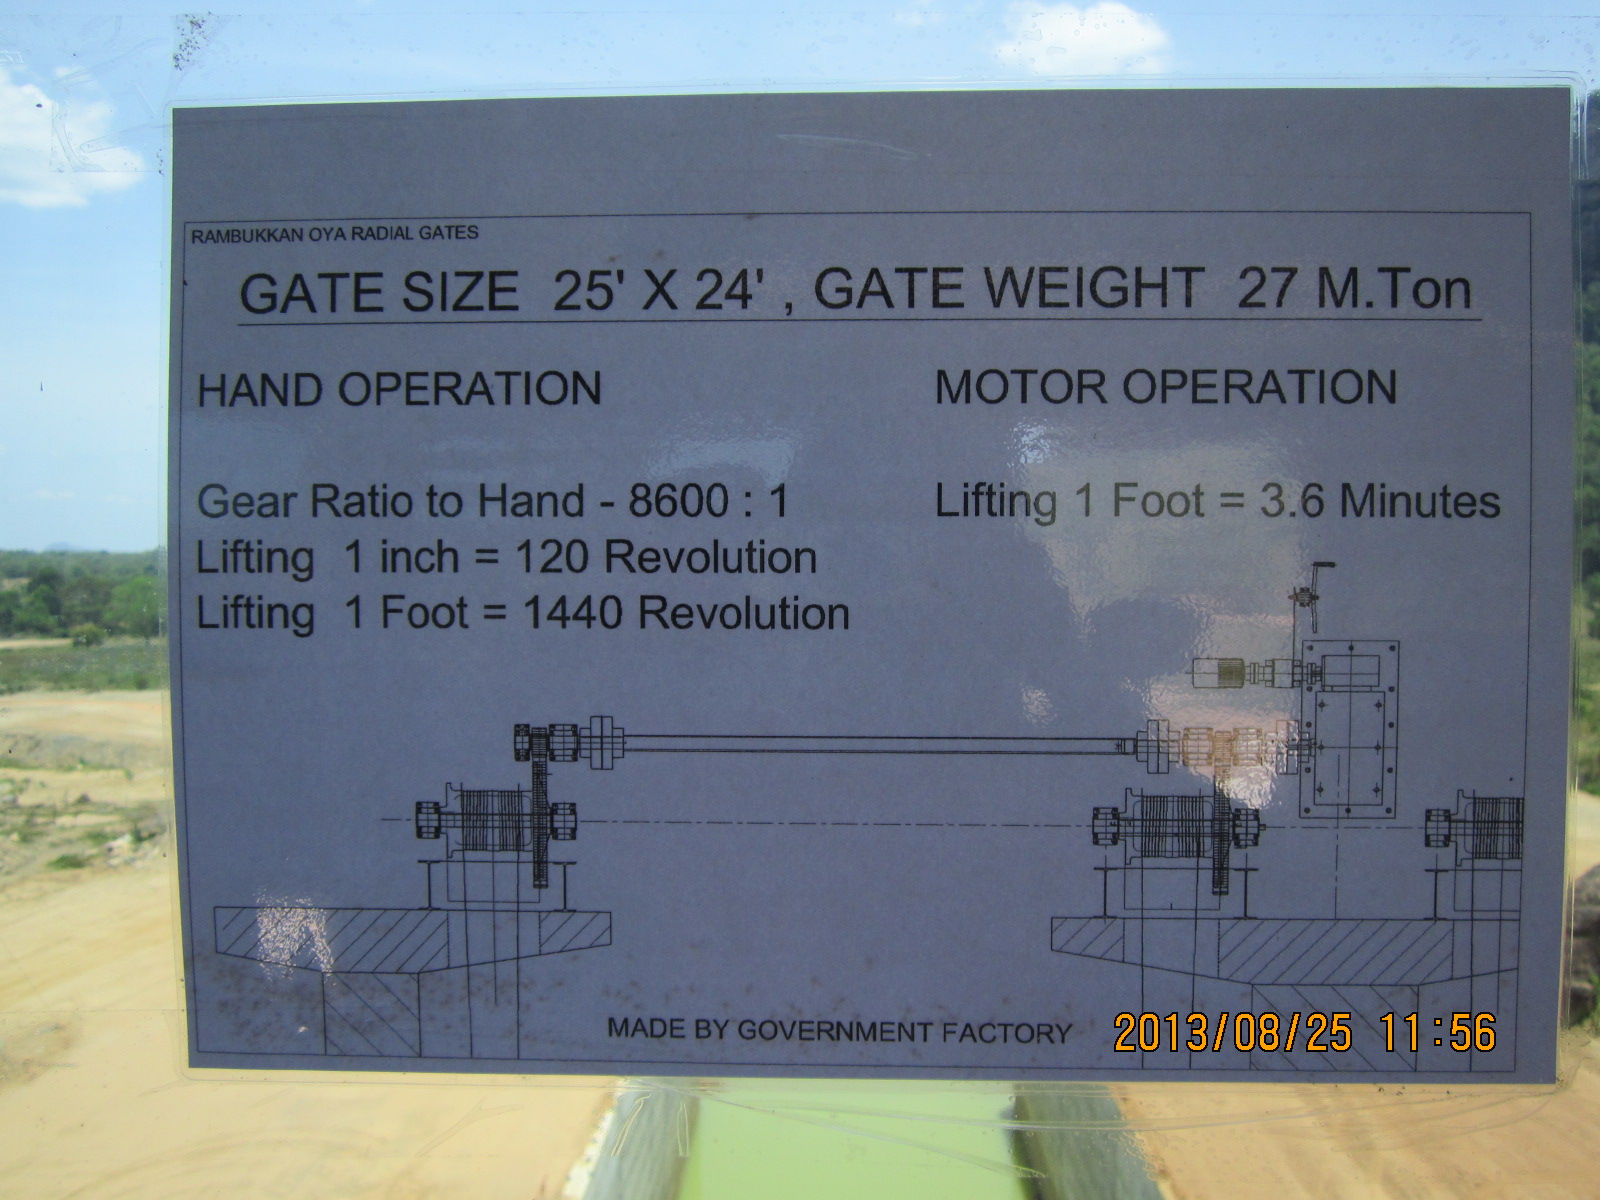 RAMBUKKAN OYA RADIAL GATES
GATE SIZE 25' X 24' , GATE WEIGHT 27 M.Ton
HAND OPERATION
Gear Ratio to Hand - 8600 : 1
Lifting 1 inch = 120 Revolution
Lifting 1 Foot = 1440 Revolution
MOTOR OPERATION
Lifting 1 Foot = 3.6 Minutes
MADE BY GOVERNMENT FACTORY
2013/08/25 11:56